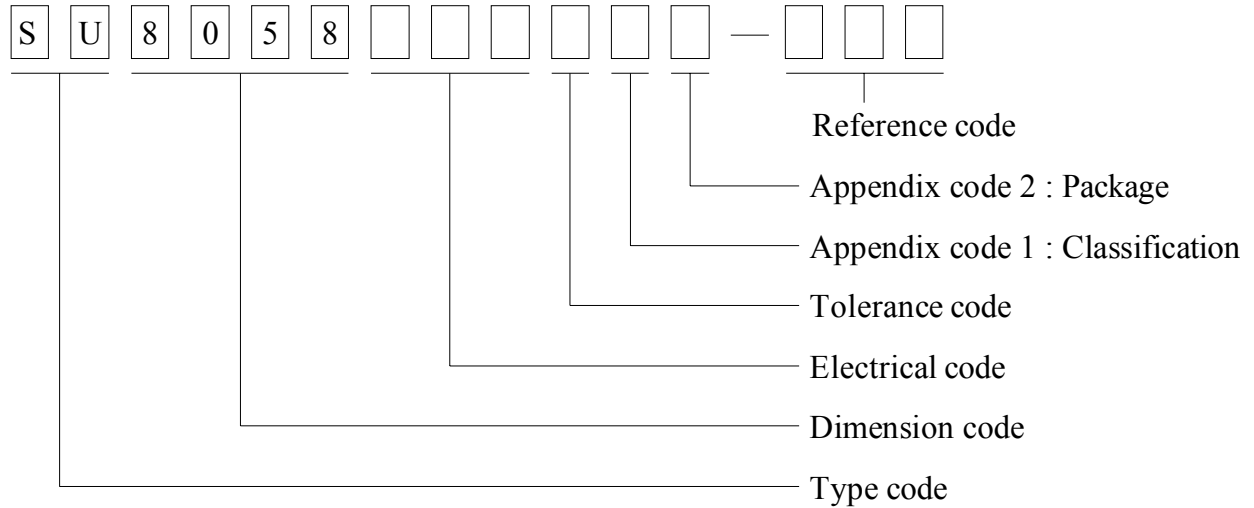 S U 8 0 5 8 —
Reference code
Appendix code 2 : Package
Appendix code 1 : Classification
Tolerance code
Electrical code
Dimension code
Type code